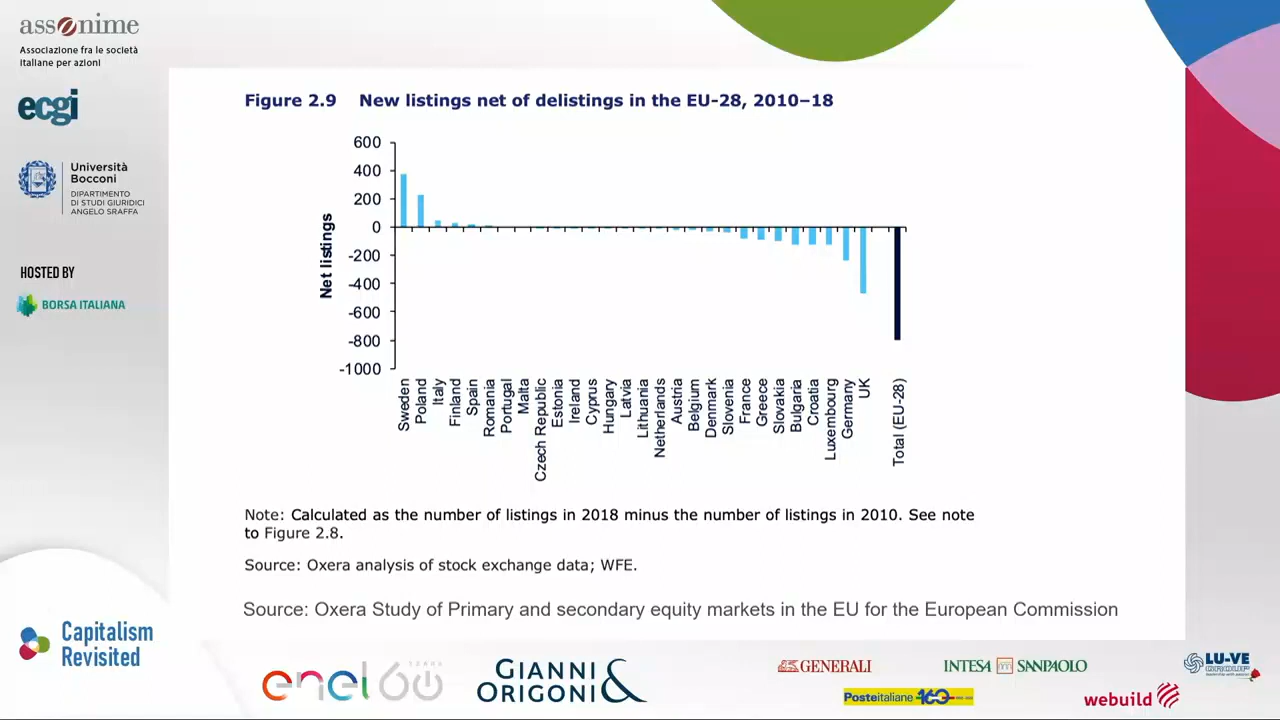 assonime
Associazione fra le società
italiane per azioni
ecgi
Università
Bocconi
DIPARTIMENTO
DI STUDI GIURIDICI
ANGELO SRAFFA
HOSTED BY
BORSA ITALIANA
Capitalism
Revisited
Figure 2.9 New listings net of delistings in the EU-28, 2010–18
Net listings
600
400
200
0
-200
-400
-600
-800
-1000
Sweden
Poland
Italy
Finland
Spain
Romania
Portugal
Malta
Czech Republic
Estonia
Ireland
Cyprus
Hungary
Latvia
Lithuania
Netherlands
Austria
Belgium
Denmark
Slovenia
France
Greece
Slovakia
Bulgaria
Croatia
Luxembourg
Germany
UK
Total (EU-28)
Note: Calculated as the number of listings in 2018 minus the number of listings in 2010. See note
to Figure 2.8.
Source: Oxera analysis of stock exchange data; WFE.
Source: Oxera Study of Primary and secondary equity markets in the EU for the European Commission
enel 60
GIANNI &
ORIGONI
GENERALI
INTESA SANPAOLO
Posteitaliane 160
webuild
LU-VE